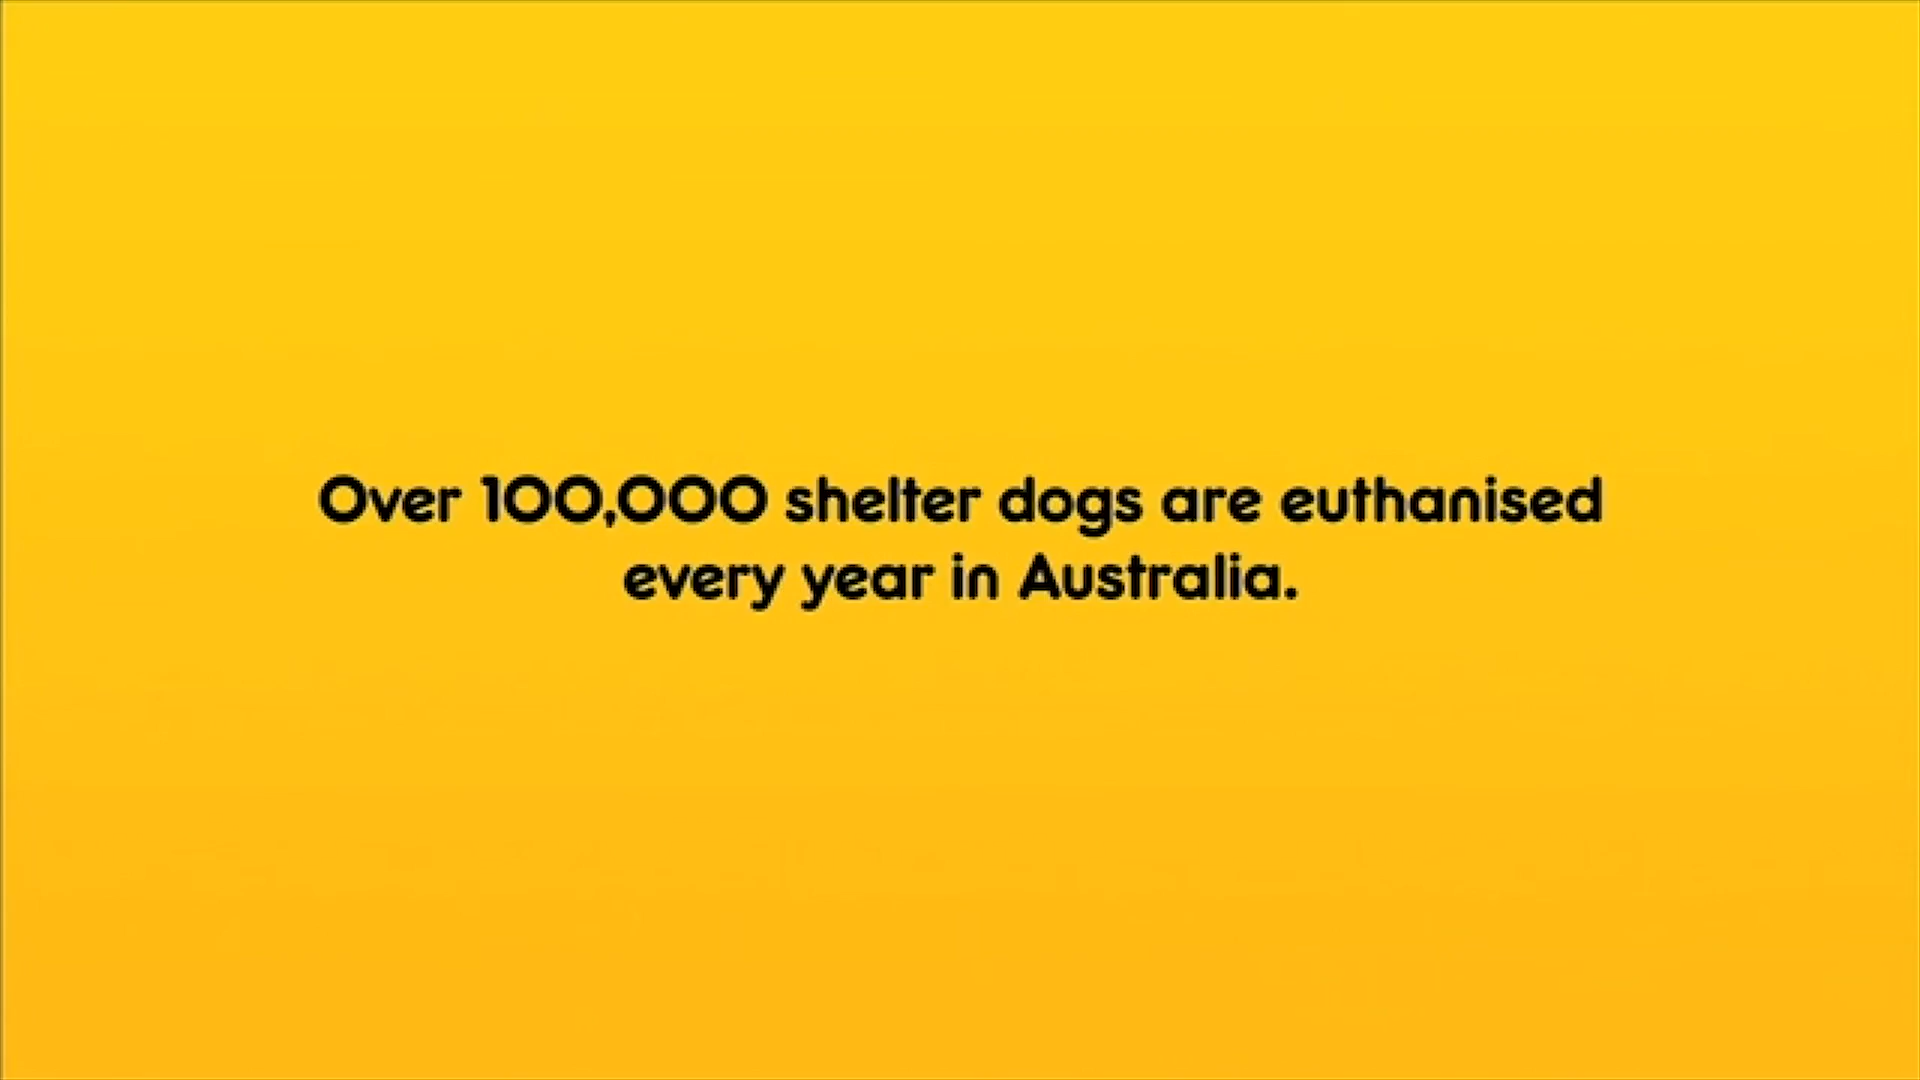 Over 100,000 shelter dogs are euthanised
every year in Australia.